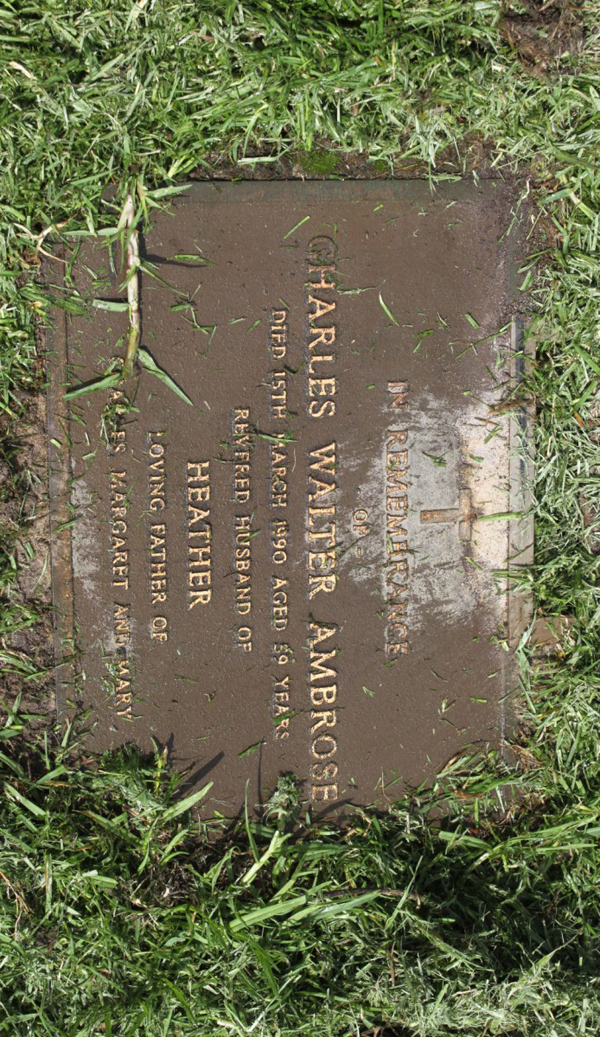 IN REMEMBRANCE
OF
CHARLES WALTER AMBROSE
DIED 15TH MARCH 1990 AGED 59 YEARS
REVERED HUSBAND OF
HEATHER
LOVING FATHER OF
MARGARET AND MARY